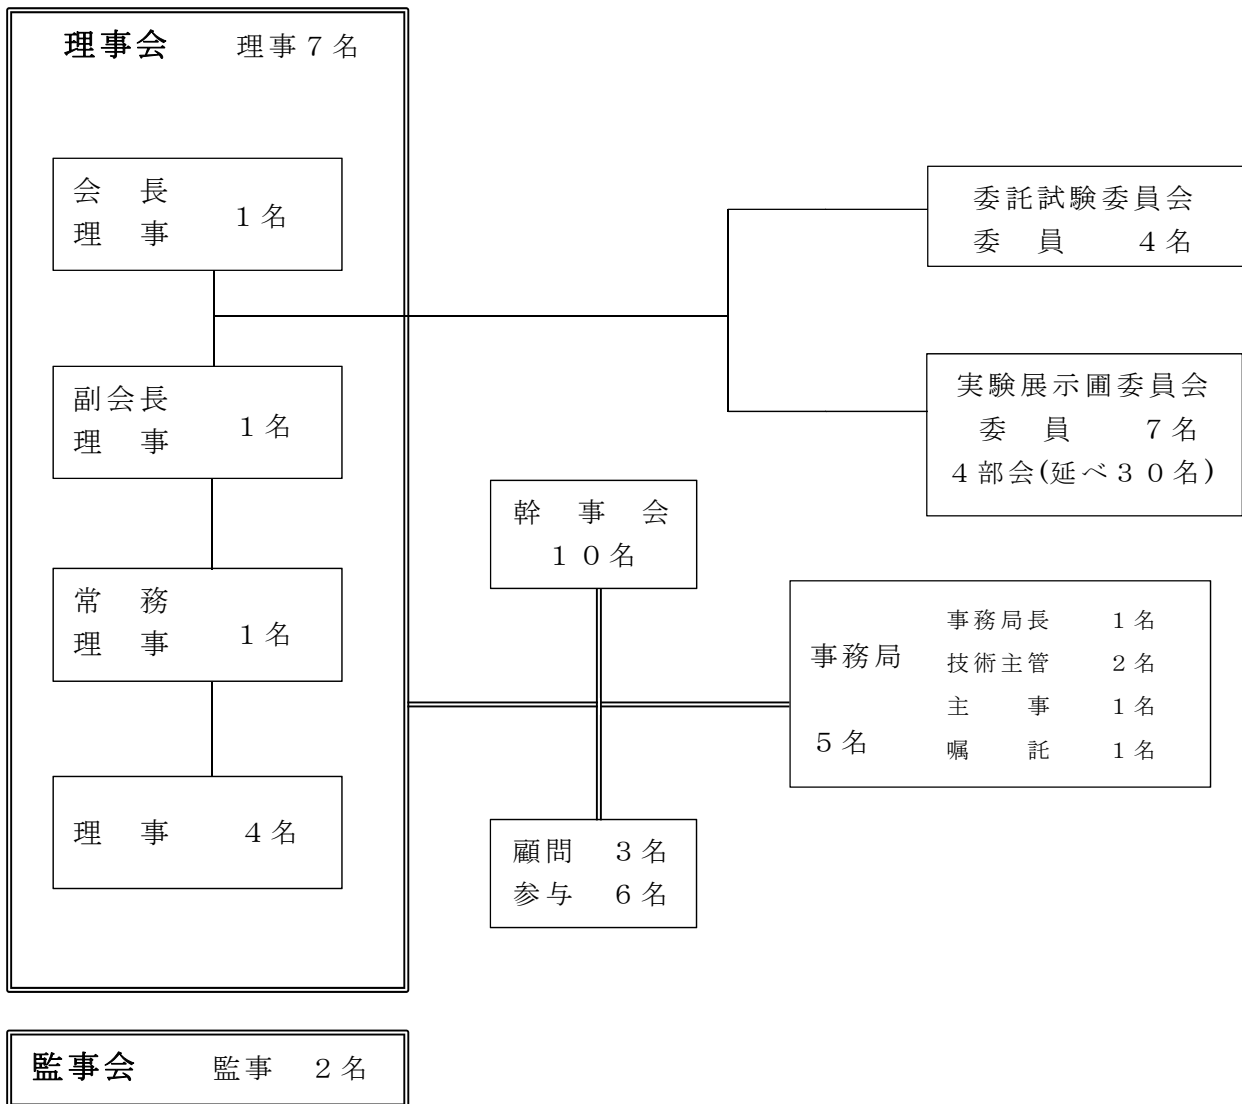 理事会 理事７名
会 長
理 事 １名
副会長
理 事 １名
常 務
理 事 １名
理 事 ４名
委託試験委員会
委 員 ４名
実験展示圃委員会
委 員 ７名
４部会(延べ３０名)
幹 事 会
１０名
事務局
５名
事務局長 １名
技術主管 ２名
主 事 １名
嘱 託 １名
顧問 ３名
参与 ６名
監事会 監事 ２名